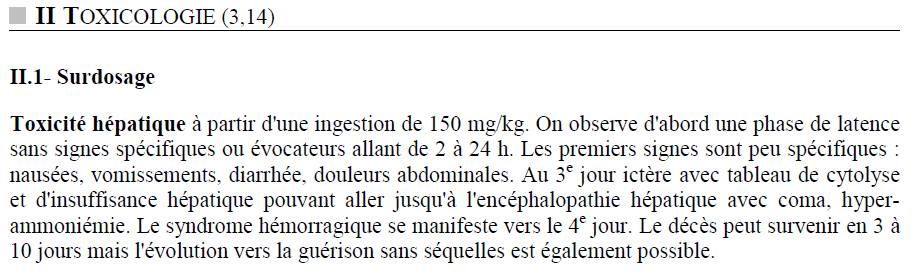 II TOXICOLOGIE (3,14)
II.1- Surdosage
Toxicité hépatique à partir d'une ingestion de 150 mg/kg. On observe d'abord une phase de latence
sans signes spécifiques ou évocateurs allant de 2 à 24 h. Les premiers signes sont peu spécifiques :
nausées, vomissements, diarrhée, douleurs abdominales. Au 3e jour ictère avec tableau de cytolyse
et d'insuffisance hépatique pouvant aller jusqu'à l'encéphalopathie hépatique avec coma, hyper-
ammoniémie. Le syndrome hémorragique se manifeste vers le 4e jour. Le décès peut survenir en 3 à
10 jours mais l'évolution vers la guérison sans séquelles est également possible.